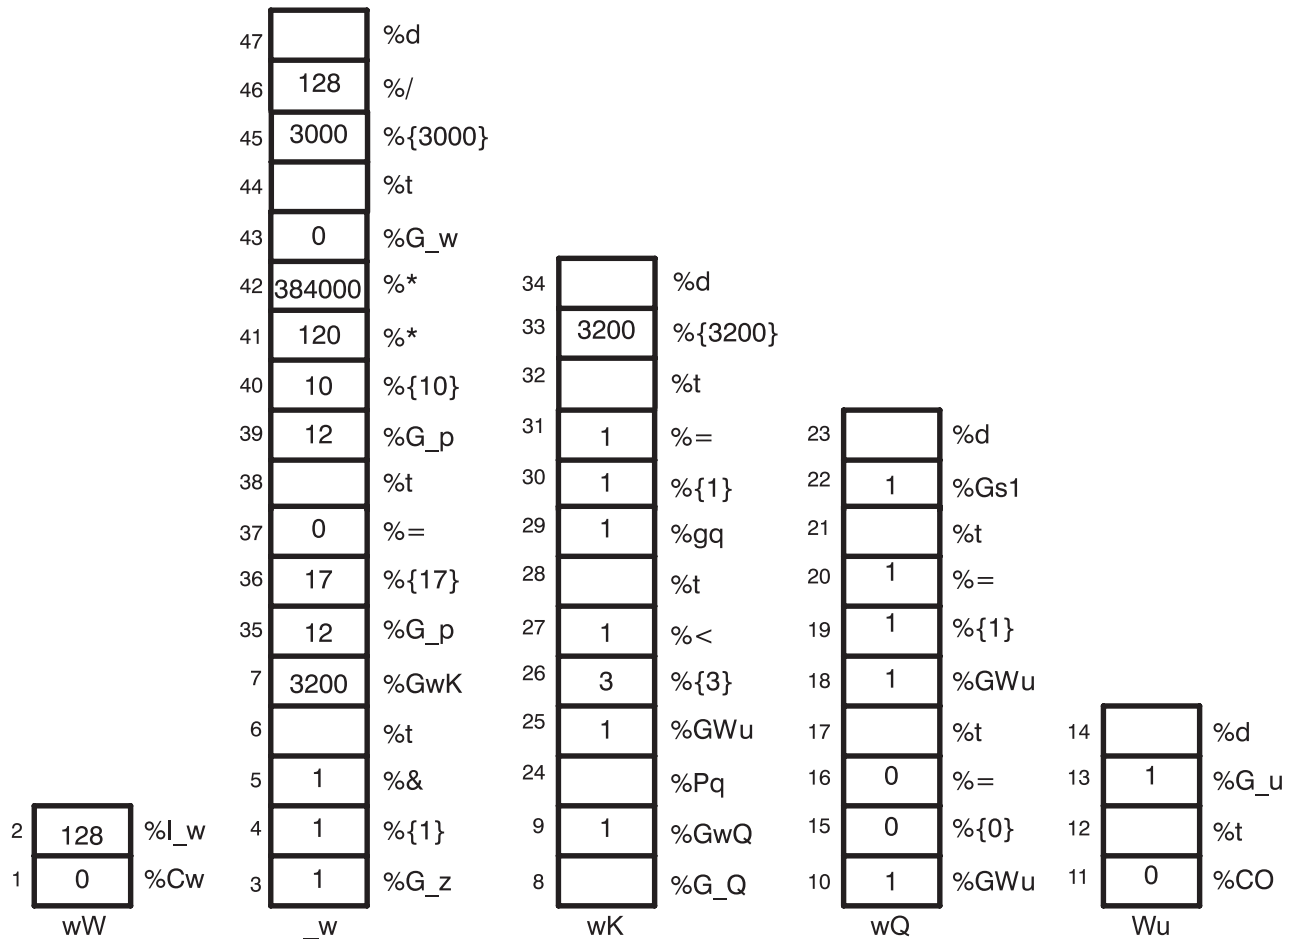 47 %d
46 128 %/
45 3000 %{3000}
44 %t
43 0 %G_w
42 384000 %*
41 120 %*
40 10 %{10}
39 12 %G_p
38 %t
37 0 %=
36 17 %{17}
35 12 %G_p
7 3200 %GwK
6 %t
5 1 %&
4 1 %{1}
3 1 %G_z
_w
2 128 %I_w
1 0 %Cw
wW
34 %d
33 3200 %{3200}
32 %t
31 1 %=
30 1 %{1}
29 1 %gq
28 %t
27 1 %<
26 3 %{3}
25 1 %GWu
24 %Pq
9 1 %GwQ
8 %G_Q
wK
23 %d
22 1 %Gs1
21 %t
20 1 %=
19 1 %{1}
18 1 %GWu
17 %t
16 0 %=
15 0 %{0}
10 1 %GWu
wQ
14 %d
13 1 %G_u
12 %t
11 0 %CO
Wu